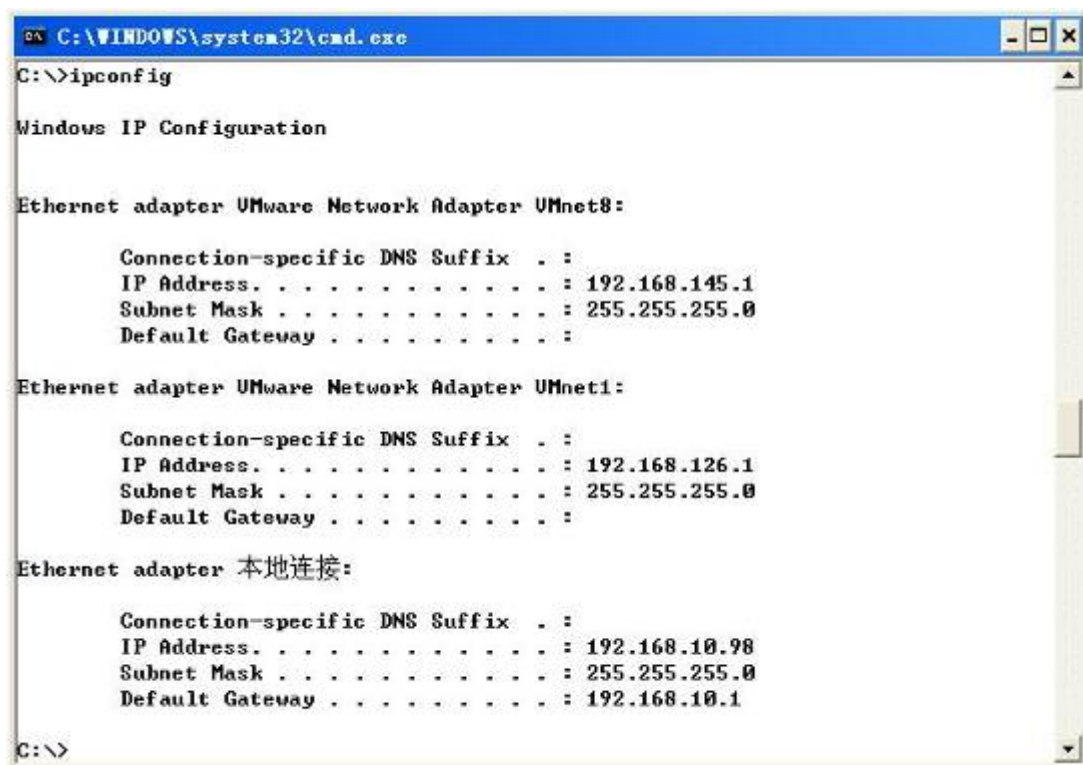 C:\WINDOWS\system32\cmd.exe
C:\>ipconfig
Windows IP Configuration
Ethernet adapter VMware Network Adapter VMnet8:
Connection-specific DNS Suffix . :
IP Address. . . . . . . . . . . . : 192.168.145.1
Subnet Mask . . . . . . . . . . . : 255.255.255.0
Default Gateway . . . . . . . . . :
Ethernet adapter VMware Network Adapter VMnet1:
Connection-specific DNS Suffix . :
IP Address. . . . . . . . . . . . : 192.168.126.1
Subnet Mask . . . . . . . . . . . : 255.255.255.0
Default Gateway . . . . . . . . . :
Ethernet adapter 本地连接:
Connection-specific DNS Suffix . :
IP Address. . . . . . . . . . . . : 192.168.10.98
Subnet Mask . . . . . . . . . . . : 255.255.255.0
Default Gateway . . . . . . . . . : 192.168.10.1
C:\>